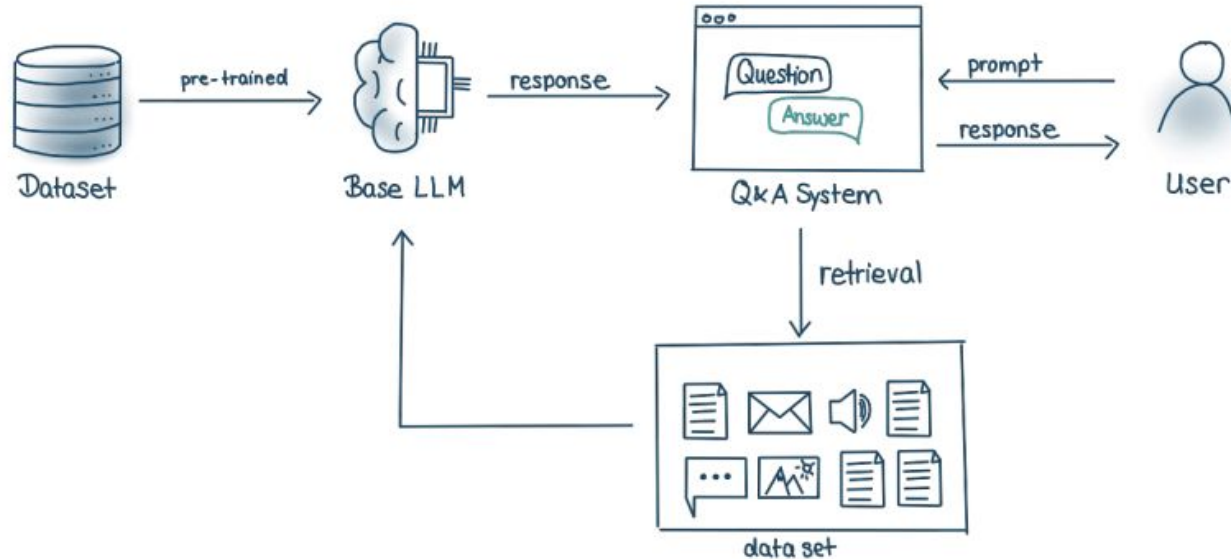 pre-trained
response
Question
Answer
prompt
response
Dataset
Base LLM
Q&A System
User
retrieval
data set